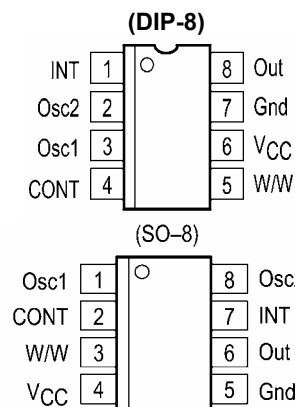 (DIP-8)
INT 1 8 Out
Osc2 2 7 Gnd
Osc1 3 6 VCC
CONT 4 5 W/W
(SO–8)
Osc1 1 8 Osc
CONT 2 7 INT
W/W 3 6 Out
VCC 4 5 Gnd